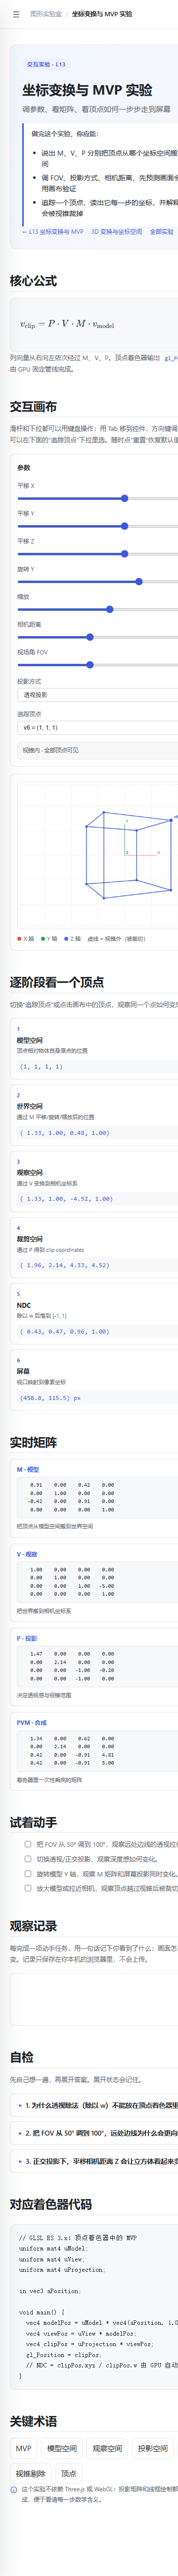 ☰ 图形实验室 / 坐标变换与 MVP 实验
交互实验 · L13
坐标变换与 MVP 实验
调参数、看矩阵、看顶点如何一步步走到屏幕
做完这个实验，你应能：
• 说出 M、V、P 分别把顶点从哪个坐标空间搬
间
• 调 FOV、投影方式、相机距离，先预测画面会
用画布验证
• 追踪一个顶点，读出它每一步的坐标，并解释
会被视锥裁掉
← L13 坐标变换与 MVP 3D 变换与坐标空间 全部实验
核心公式
v_clip = P · V · M · v_model
列向量从右向左依次经过 M、V、P。顶点着色器输出 gl_Po
由 GPU 固定管线完成。
交互画布
滑杆和下拉都可以用键盘操作：用 Tab 移到控件，方向键调
可以在下面的“追踪顶点”下拉里选。随时点“重置”恢复默认值
参数
平移 X
平移 Y
平移 Z
旋转 Y
缩放
相机距离
视场角 FOV
投影方式
透视投影
追踪顶点
v6 = (1, 1, 1)
视锥内 · 全部顶点可见
Y
X
Z
v6
X 轴 Y 轴 Z 轴 虚线 = 视锥外（被裁切）
逐阶段看一个顶点
切换“追踪顶点”或点击画布中的顶点，观察同一个点如何变
1
模型空间
顶点相对物体自身原点的位置
(1, 1, 1, 1)
2
世界空间
通过 M 平移/旋转/缩放后的位置
( 1.33, 1.00, 0.48, 1.00)
3
观察空间
通过 V 变换到相机坐标系
( 1.33, 1.00, -4.52, 1.00)
4
裁剪空间
通过 P 得到 clip coordinates
( 1.96, 2.14, 4.33, 4.52)
5
NDC
除以 w 后落到 [-1, 1]
( 0.43, 0.47, 0.96, 1.00)
6
屏幕
视口映射到像素坐标
(458.8, 115.5) px
实时矩阵
M · 模型
0.91 0.00 0.42 0.00
0.00 1.00 0.00 0.00
-0.42 0.00 0.91 0.00
0.00 0.00 0.00 1.00
把顶点从模型空间搬到世界空间
V · 观察
1.00 0.00 0.00 0.00
0.00 1.00 0.00 0.00
0.00 0.00 1.00 -5.00
0.00 0.00 0.00 1.00
把世界搬到相机坐标系
P · 投影
1.47 0.00 0.00 0.00
0.00 2.14 0.00 0.00
0.00 0.00 -1.00 -0.20
0.00 0.00 -1.00 0.00
决定透视感与视锥范围
PVM · 合成
1.34 0.00 0.62 0.00
0.00 2.14 0.00 0.00
0.42 0.00 -0.91 4.81
0.42 0.00 -0.91 5.00
着色器里一次性乘完的矩阵
试着动手
把 FOV 从 50° 调到 100°，观察远处边线的透视拉
切换透视/正交投影，观察深度感如何变化。
旋转模型 Y 轴，观察 M 矩阵和屏幕投影同时变化。
放大模型或拉近相机，观察顶点越过视锥后被裁切
观察记录
每完成一项动手任务，用一句话记下你看到了什么：画面怎
变。记录只保存在你本机的浏览器里，不会上传。
自检
先自己想一遍，再展开答案。展开状态会记住。
▸ 1. 为什么透视除法（除以 w）不能放在顶点着色器里
▸ 2. 把 FOV 从 50° 调到 100°，远处边线为什么会更向
▸ 3. 正交投影下，平移相机距离 Z 会让立方体看起来变
对应着色器代码
// GLSL ES 3.x: 顶点着色器中的 MVP
uniform mat4 uModel;
uniform mat4 uView;
uniform mat4 uProjection;
in vec3 aPosition;
void main() {
vec4 modelPos = uModel * vec4(aPosition, 1.0
vec4 viewPos = uView * modelPos;
vec4 clipPos = uProjection * viewPos;
gl_Position = clipPos;
// NDC = clipPos.xyz / clipPos.w 由 GPU 自动
}
关键术语
MVP 模型空间 观察空间 投影空间
视锥剔除 顶点
这个实验不依赖 Three.js 或 WebGL：投影矩阵和线框绘制都
成，便于看清每一步数学含义。